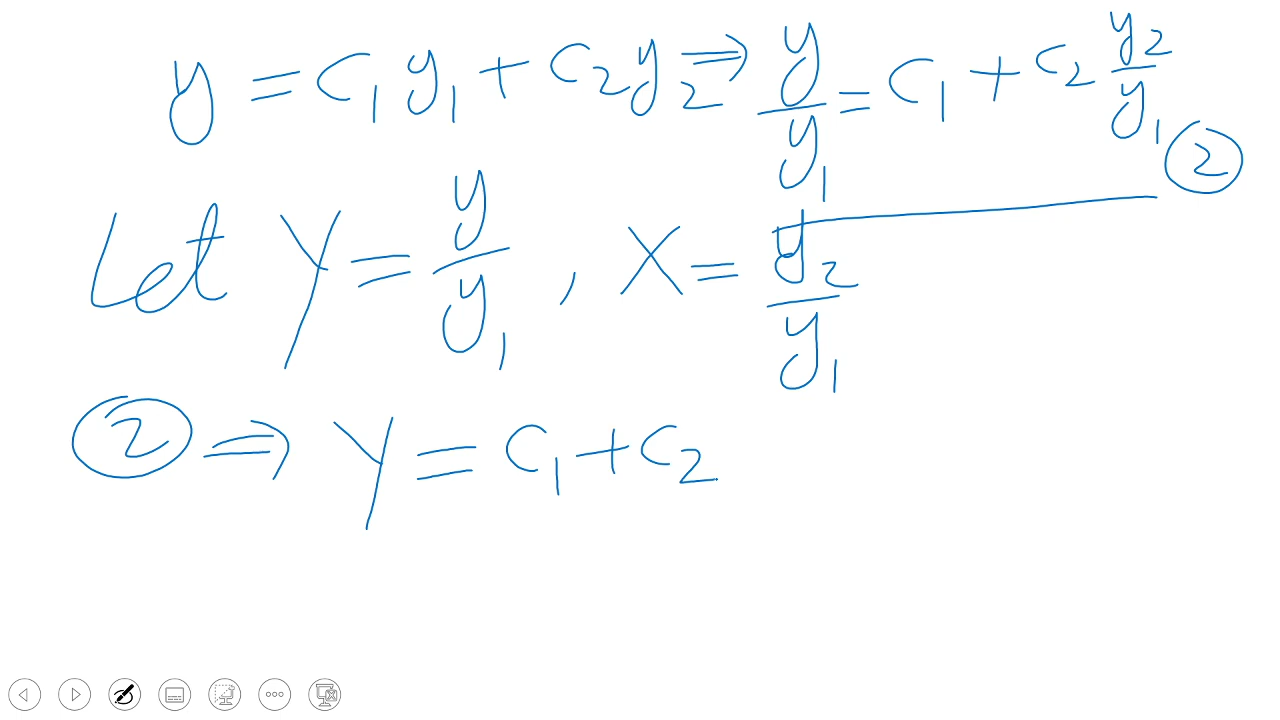 y = c₁y₁ + c₂y₂ ⇒ y/y₁ = c₁ + c₂ y₂/y₁ ②
Let Y = y/y₁ , X = y₂/y₁
② ⇒ Y = c₁ + c₂